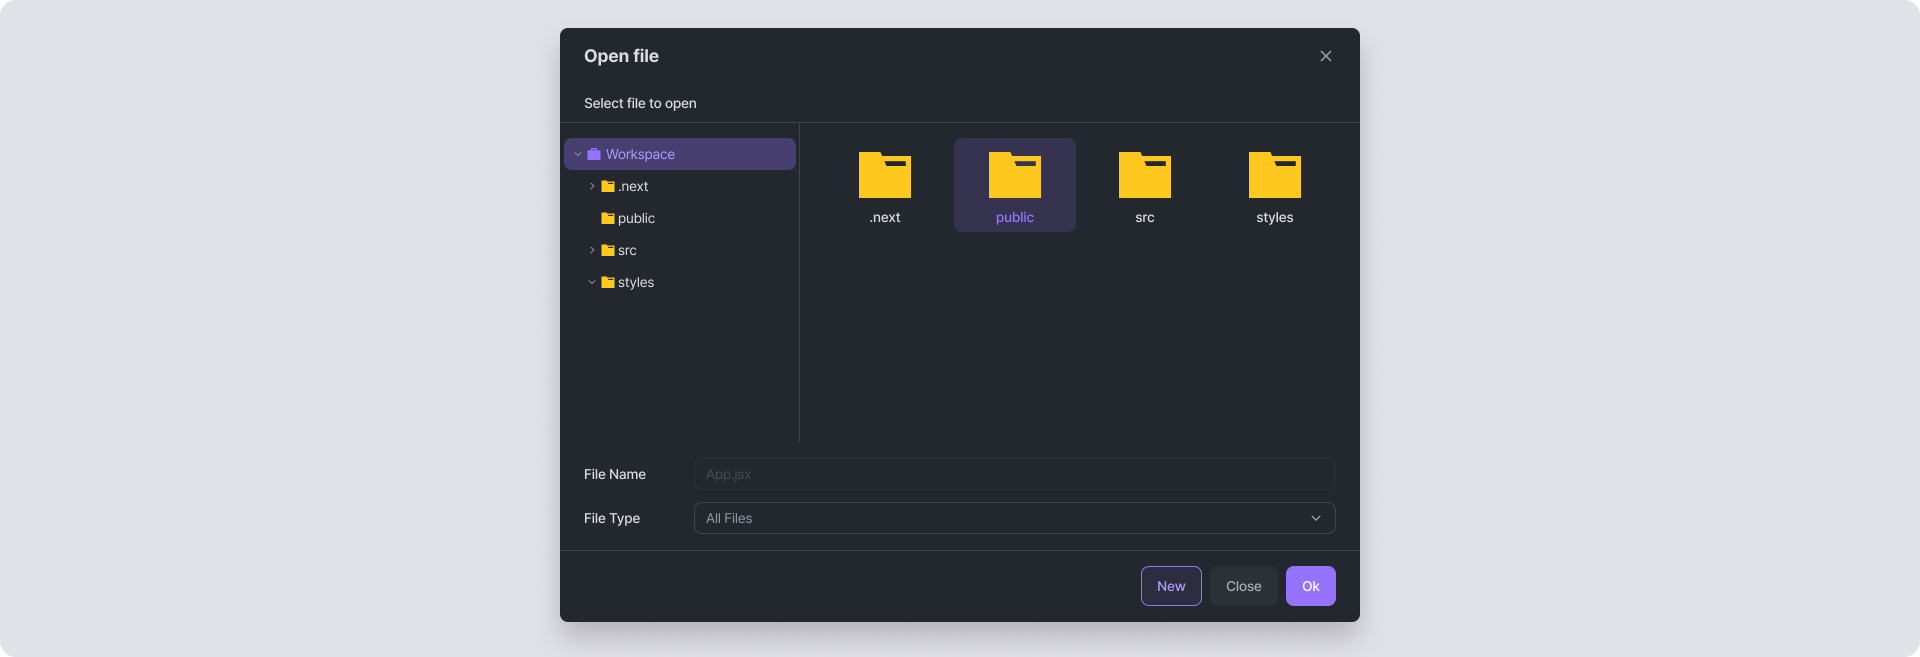 Open file
Select file to open
Workspace
.next
public
src
styles
.next
public
src
styles
File Name
App.jsx
File Type
All Files
New
Close
Ok